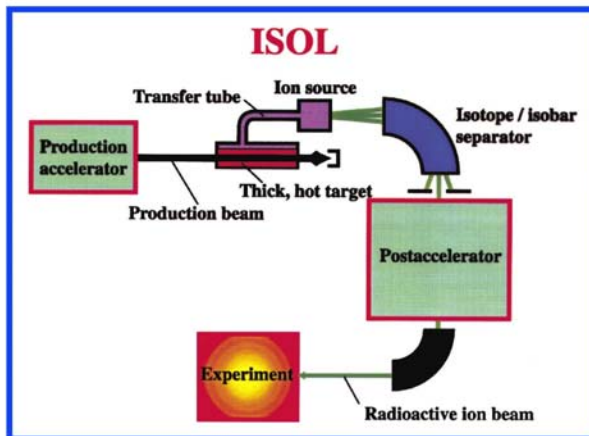 ISOL
Ion source
Transfer tube
Isotope / isobar
separator
Production
accelerator
Thick, hot target
Production beam
Postaccelerator
Experiment
Radioactive ion beam